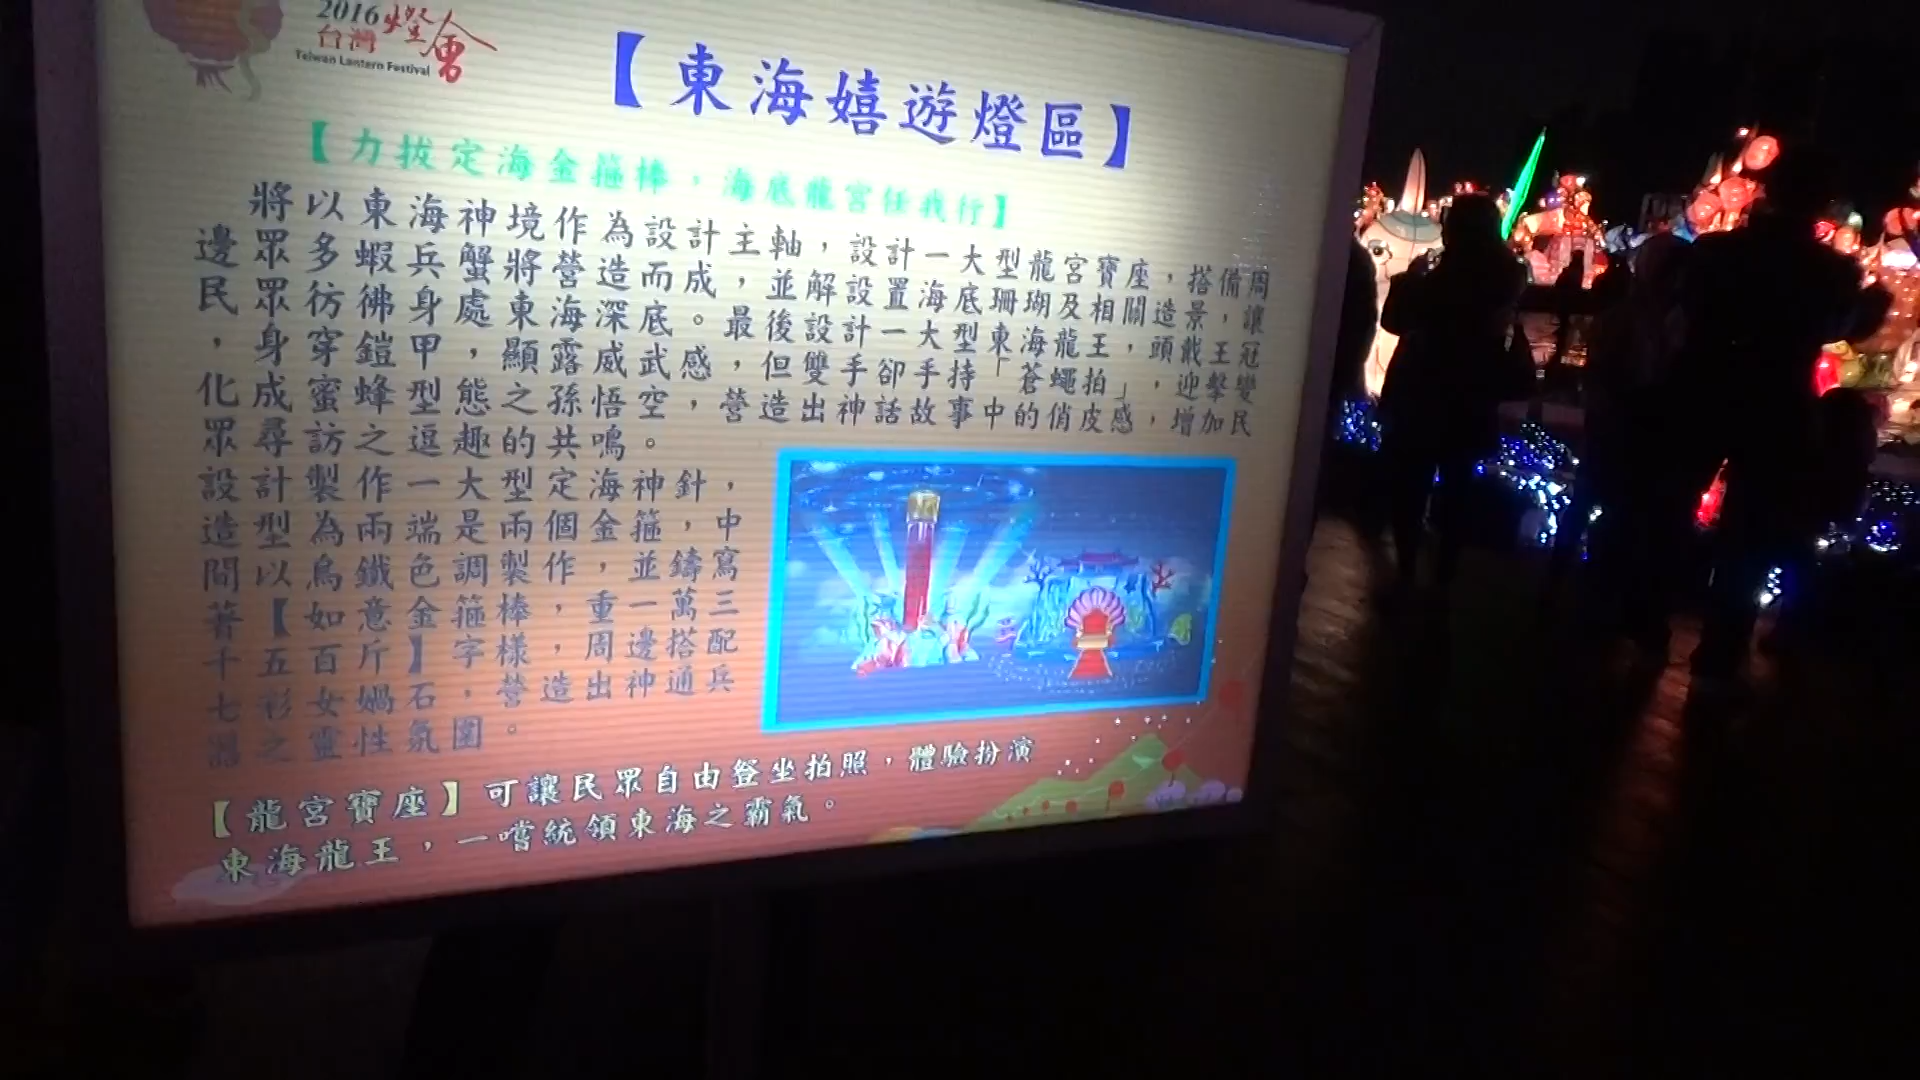 2016
台灣燈會
Taiwan Lantern Festival
【東海嬉遊燈區】
【力拔定海金箍棒，海底龍宮任我行】
將以東海神境作為設計主軸，設計一大型龍宮寶座，搭備周
邊眾多蝦兵蟹將營造而成，並解設置海底珊瑚及相關造景，讓
民眾彷彿身處東海深底。最後設計一大型東海龍王，頭戴王冠
，身穿鎧甲，顯露威武感，但雙手卻手持「蒼蠅拍」，迎擊變
化成蜜蜂型態之孫悟空，營造出神話故事中的俏皮感，增加民
眾尋訪之逗趣的共鳴。
設計製作一大型定海神針，
造型為兩端是兩個金箍，中
間以烏鐵色調製作，並鑄寫
著【如意金箍棒，重一萬三
千五百斤】字樣，周邊搭配
七彩女媧石，營造出神通兵
器之靈性氛圍。
【龍宮寶座】可讓民眾自由登坐拍照，體驗扮演
東海龍王，一嚐統領東海之霸氣。